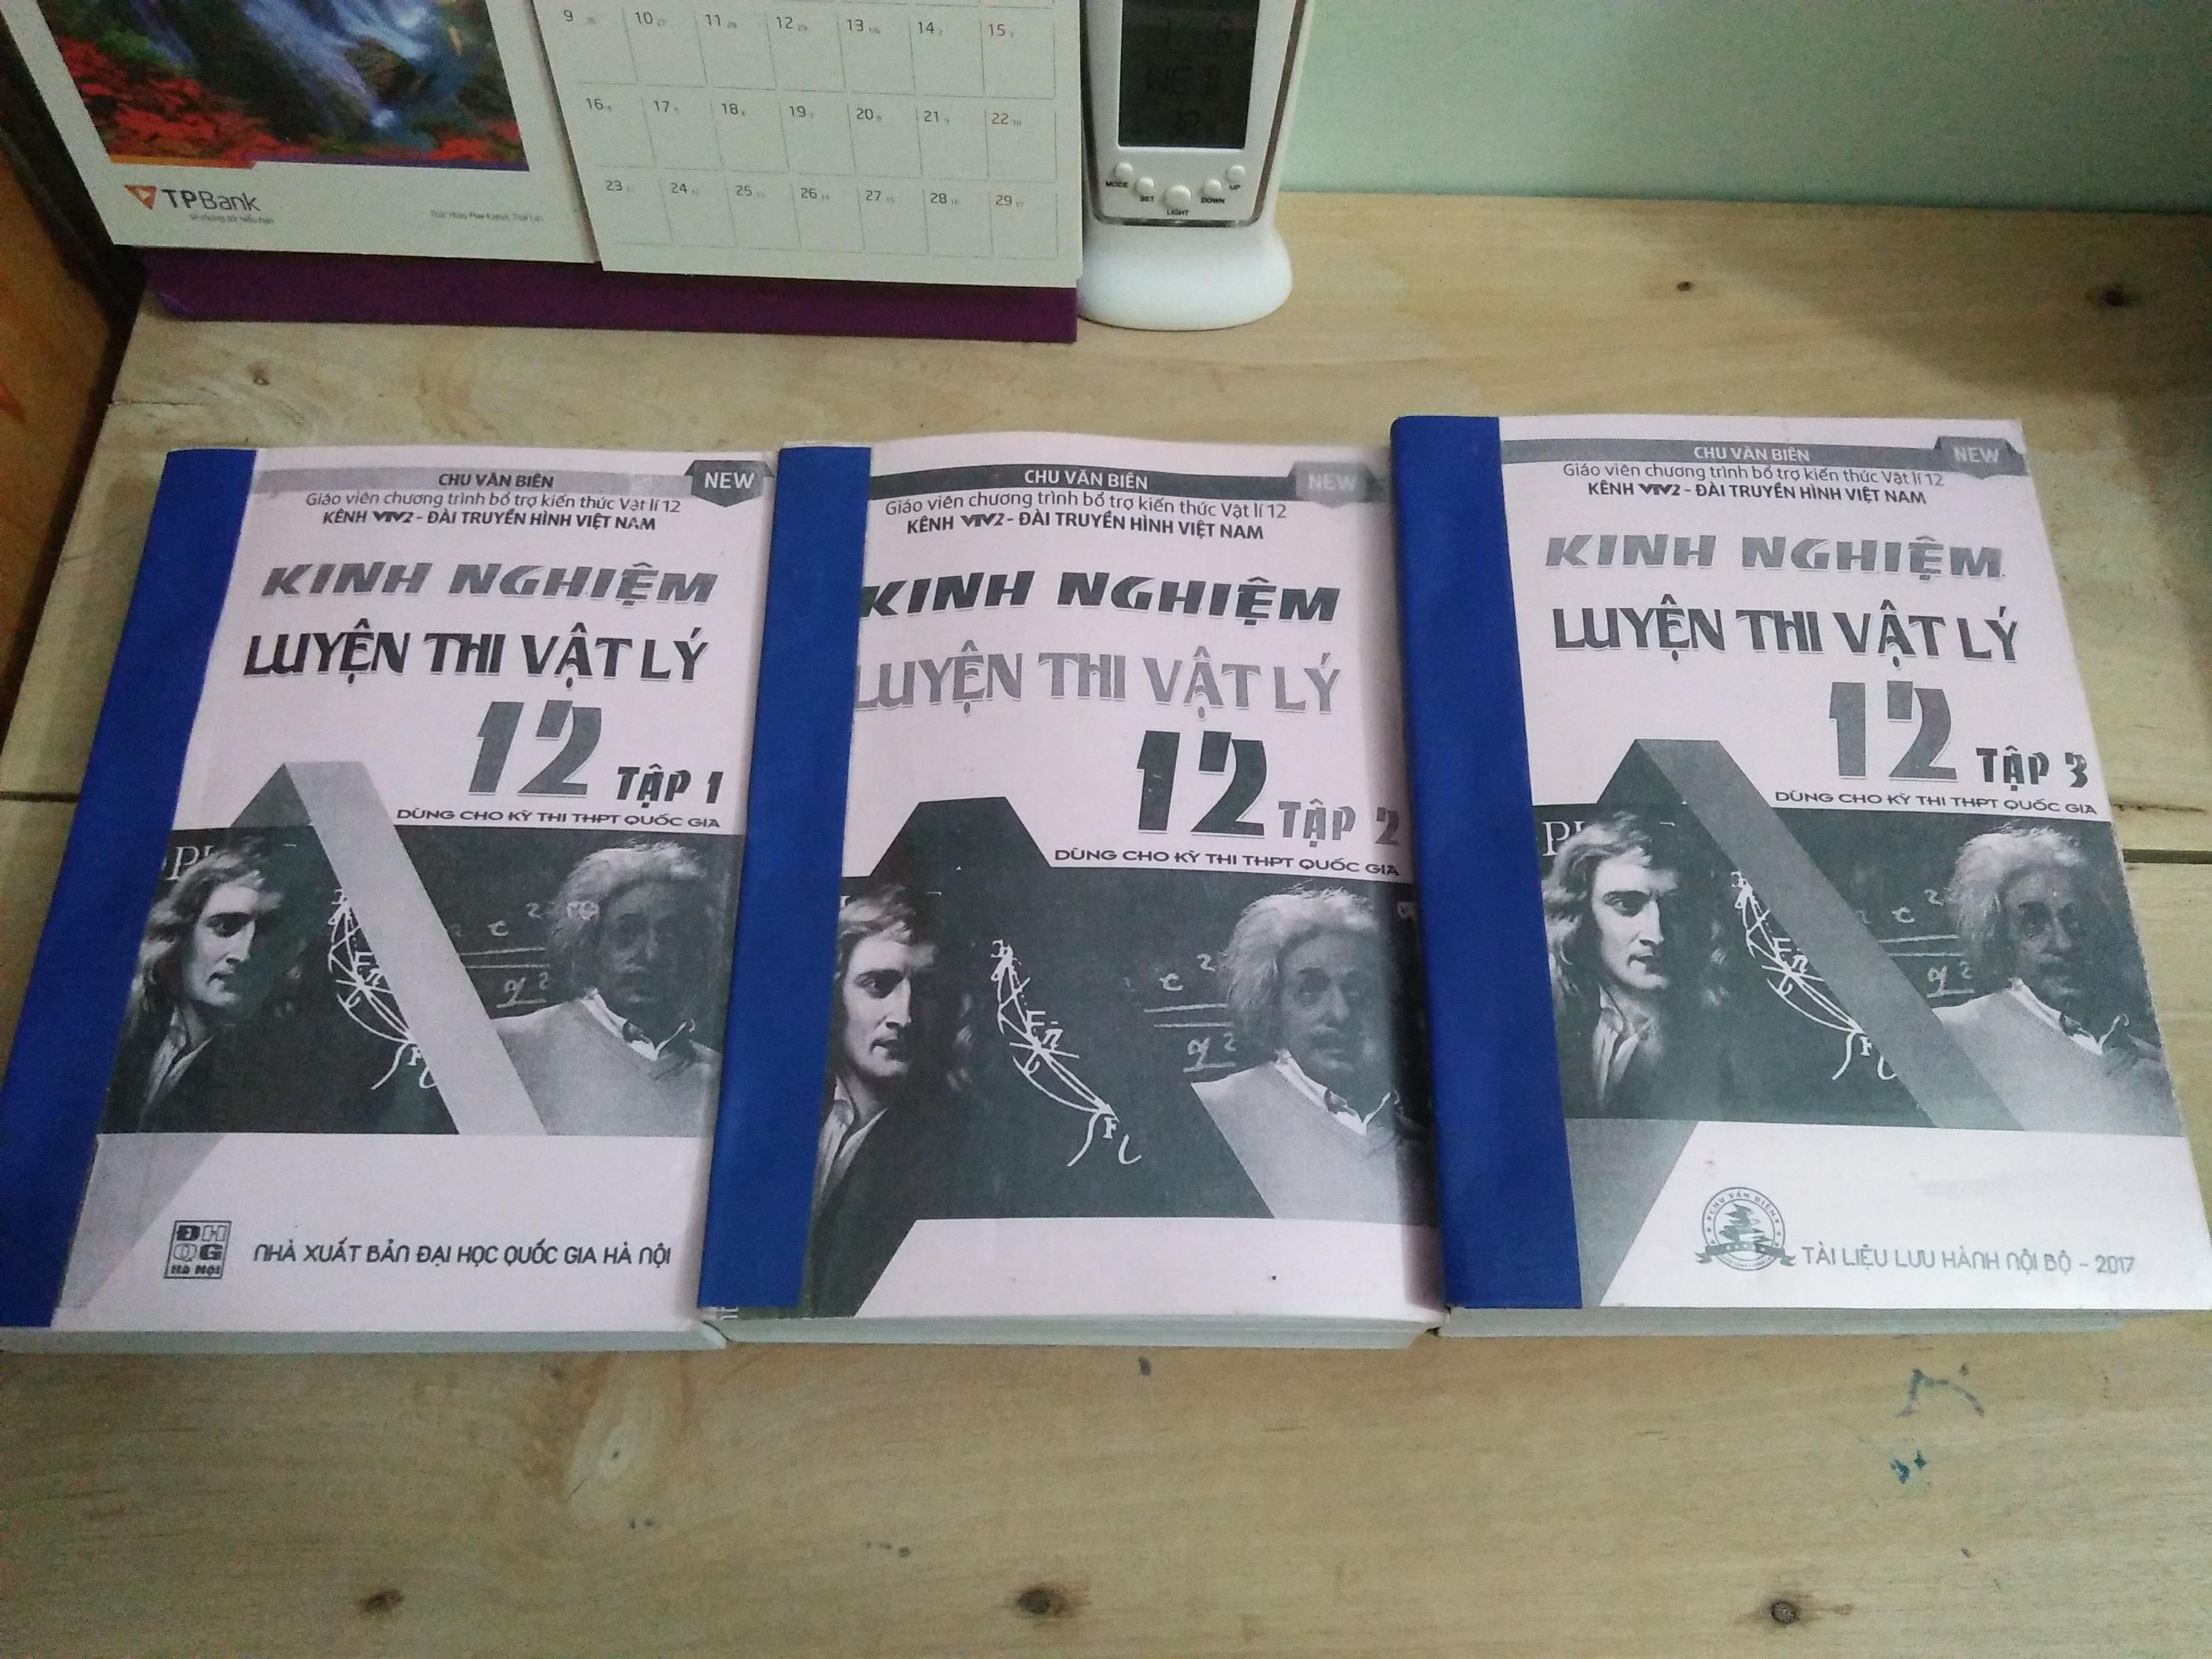 9 10 11 12 13 14 15
16 17 18 19 20 21 22
23 24 25 26 27 28 29
TPBank
WED
MODE SET LIGHT DOWN UP
CHU VĂN BIÊN
NEW
Giáo viên chương trình bổ trợ kiến thức Vật lí 12
KÊNH VTV2 - ĐÀI TRUYỀN HÌNH VIỆT NAM
KINH NGHIỆM
LUYỆN THI VẬT LÝ
12 TẬP 1
DÙNG CHO KỲ THI THPT QUỐC GIA
ĐHQG
HÀ NỘI
NHÀ XUẤT BẢN ĐẠI HỌC QUỐC GIA HÀ NỘI
CHU VĂN BIÊN
NEW
Giáo viên chương trình bổ trợ kiến thức Vật lí 12
KÊNH VTV2 - ĐÀI TRUYỀN HÌNH VIỆT NAM
KINH NGHIỆM
LUYỆN THI VẬT LÝ
12 TẬP 2
DÙNG CHO KỲ THI THPT QUỐC GIA
CHU VĂN BIÊN
NEW
Giáo viên chương trình bổ trợ kiến thức Vật lí 12
KÊNH VTV2 - ĐÀI TRUYỀN HÌNH VIỆT NAM
KINH NGHIỆM
LUYỆN THI VẬT LÝ
12 TẬP 3
DÙNG CHO KỲ THI THPT QUỐC GIA
CHU VĂN BIÊN
TÀI LIỆU LƯU HÀNH NỘI BỘ - 2017